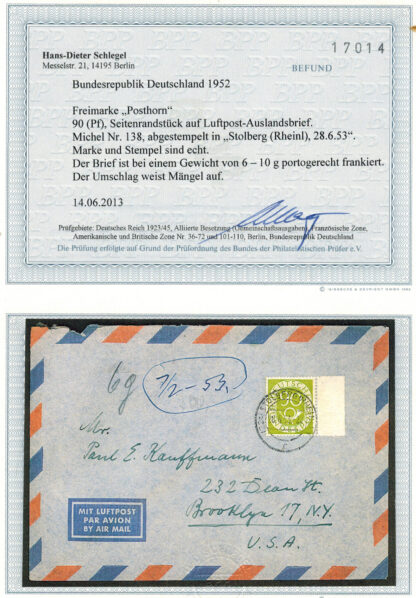 17014
Hans-Dieter Schlegel
Messelstr. 21, 14195 Berlin
BEFUND
Bundesrepublik Deutschland 1952
Freimarke „Posthorn"
90 (Pf), Seitenrandstück auf Luftpost-Auslandsbrief.
Michel Nr. 138, abgestempelt in „Stolberg (Rheinl), 28.6.53".
Marke und Stempel sind echt.
Der Brief ist bei einem Gewicht von 6 – 10 g portogerecht frankiert.
Der Umschlag weist Mängel auf.
14.06.2013
Prüfgebiete: Deutsches Reich 1923/45, Alliierte Besetzung (Gemeinschaftsausgaben), Französische Zone,
Amerikanische und Britische Zone Nr. 36-72 und 101-110, Berlin, Bundesrepublik Deutschland
Die Prüfung erfolgte auf Grund der Prüfordnung des Bundes der Philatelistischen Prüfer e.V.
6g
7/2-53.
90
Mr.
Paul E. Kauffmann
232 Dean St.
Brooklyn 17, N.Y.
U.S.A.
MIT LUFTPOST
PAR AVION
BY AIR MAIL